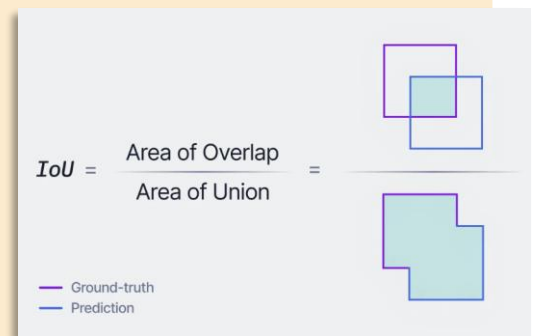 IoU = Area of Overlap =
Area of Union
Ground-truth
Prediction